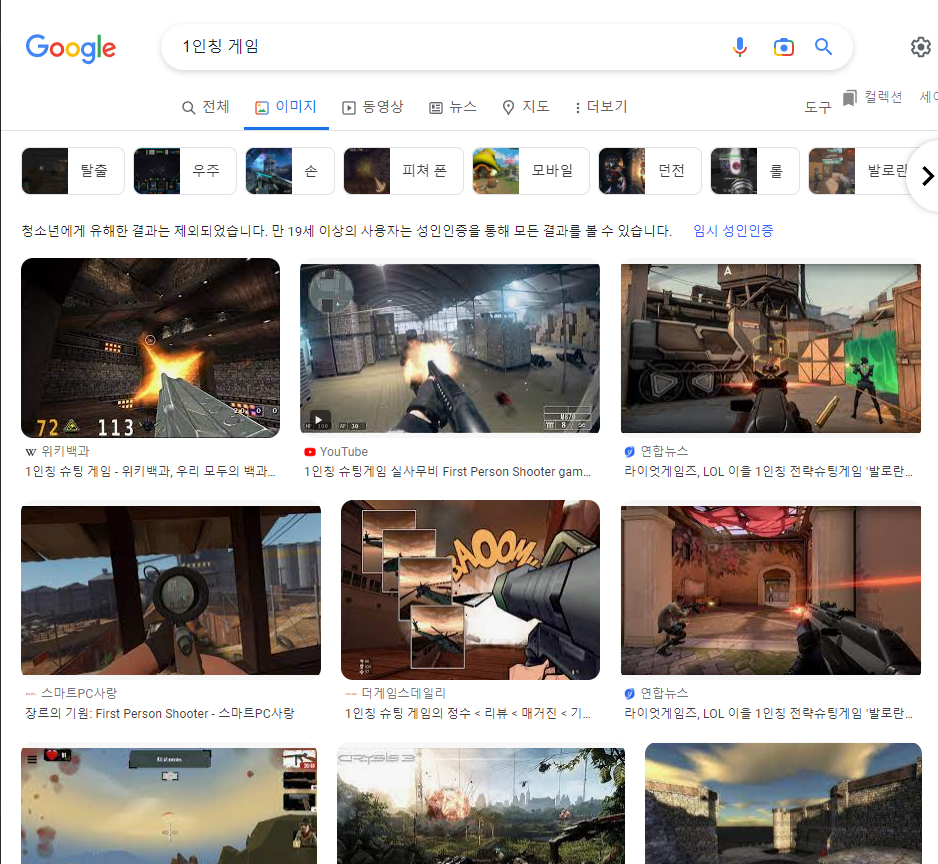 Google
1인칭 게임
전체
이미지
동영상
뉴스
지도
더보기
도구
컬렉션
탈출
우주
손
피쳐 폰
모바일
던전
롤
발로란
청소년에게 유해한 결과는 제외되었습니다. 만 19세 이상의 사용자는 성인인증을 통해 모든 결과를 볼 수 있습니다. 임시 성인인증
72 113
A
W 위키백과
1인칭 슈팅 게임 - 위키백과, 우리 모두의 백과...
YouTube
1인칭 슈팅게임 실사무비 First Person Shooter gam...
연합뉴스
라이엇게임즈, LOL 이을 1인칭 전략슈팅게임 '발로란...
BAOOM
스마트PC사랑
장르의 기원: First Person Shooter - 스마트PC사랑
더게임스데일리
1인칭 슈팅 게임의 정수 < 리뷰 < 매거진 < 기...
연합뉴스
라이엇게임즈, LOL 이을 1인칭 전략슈팅게임 '발로란...
Kill all enemies
CRYSIS 3